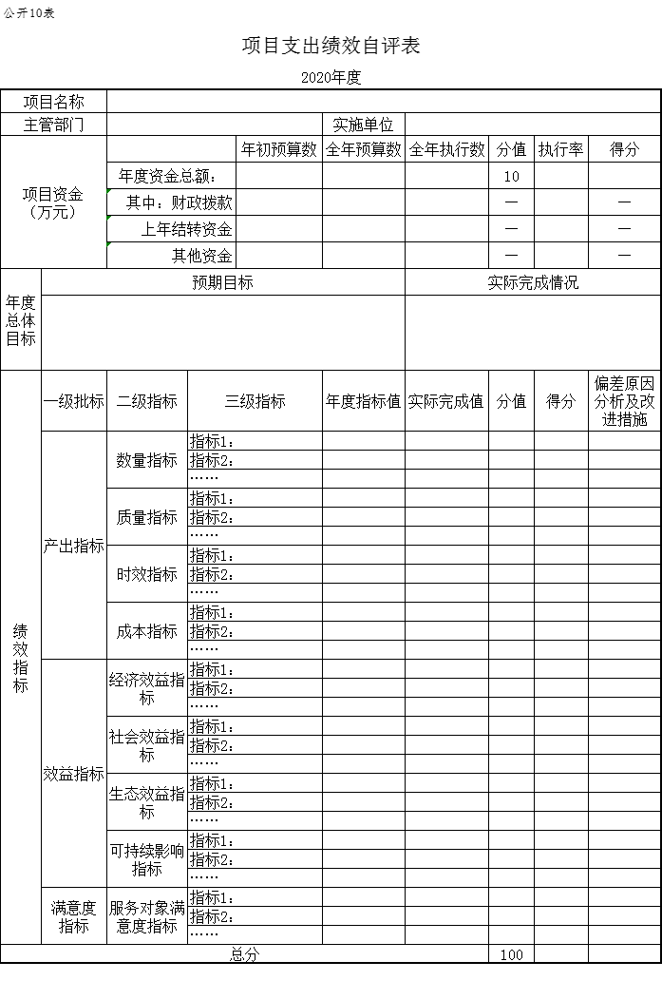 公开10表
项目支出绩效自评表
2020年度
项目名称
主管部门 实施单位
项目资金
（万元）
年初预算数 全年预算数 全年执行数 分值 执行率 得分
年度资金总额： 10
其中：财政拨款 — —
上年结转资金 — —
其他资金 — —
年度
总体
目标
预期目标 实际完成情况
绩
效
指
标
一级批标 二级指标 三级指标 年度指标值 实际完成值 分值 得分 偏差原因
分析及改
进措施
产出指标
数量指标
指标1：
指标2：
……
质量指标
指标1：
指标2：
……
时效指标
指标1：
指标2：
……
成本指标
指标1：
指标2：
……
效益指标
经济效益指
标
指标1：
指标2：
……
社会效益指
标
指标1：
指标2：
……
生态效益指
标
指标1：
指标2：
……
可持续影响
指标
指标1：
指标2：
……
满意度
指标
服务对象满
意度指标
指标1：
指标2：
……
总分 100